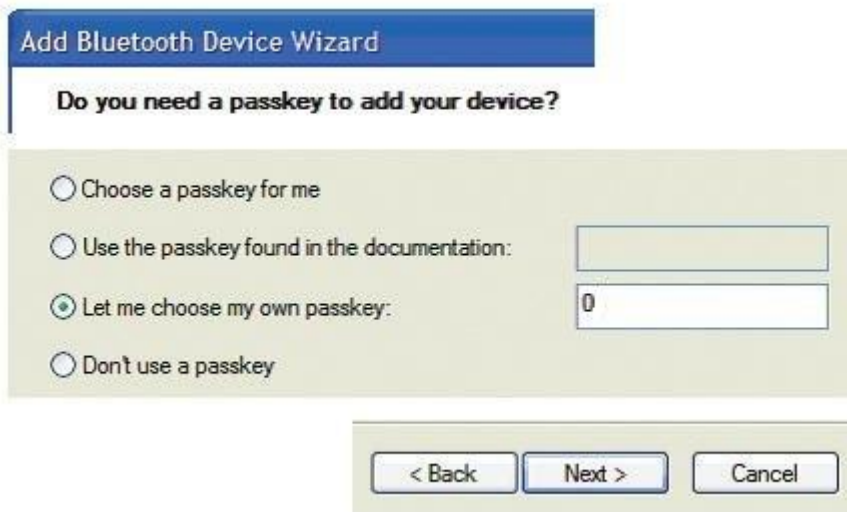 Add Bluetooth Device Wizard
Do you need a passkey to add your device?
Choose a passkey for me
Use the passkey found in the documentation:
Let me choose my own passkey: 0
Don't use a passkey
< Back Next > Cancel